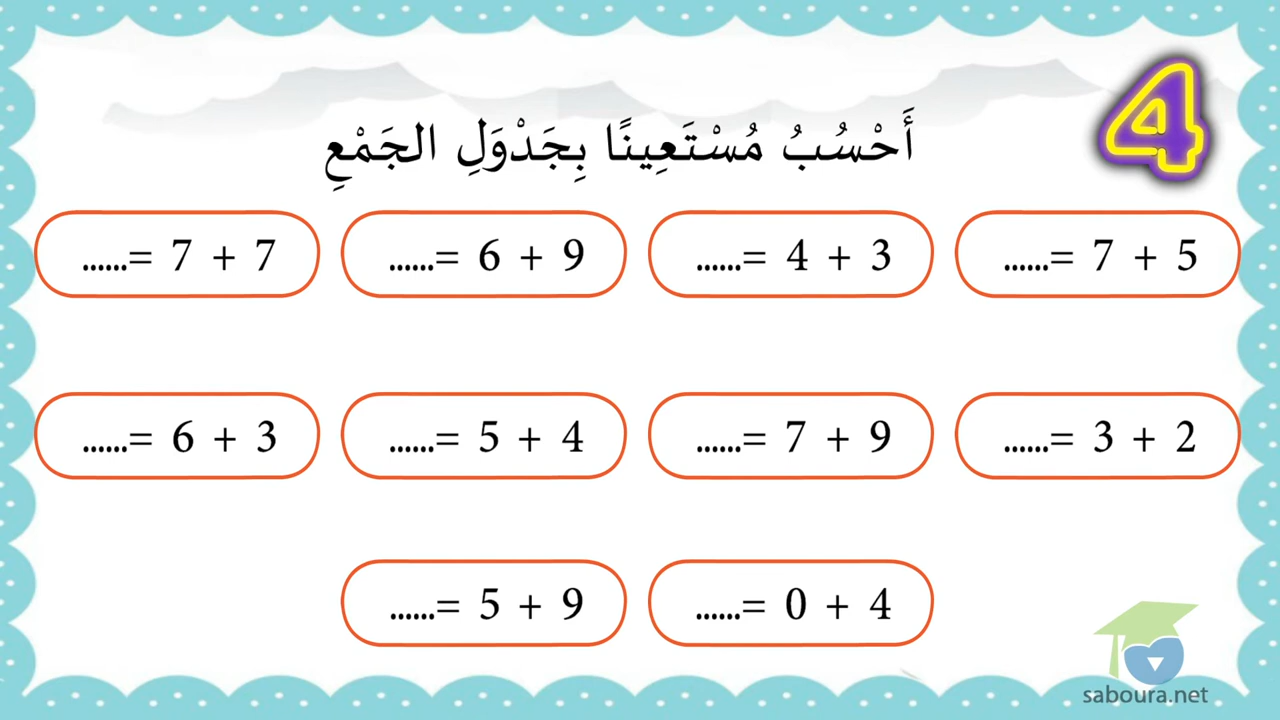 4
أَحْسُبُ مُسْتَعِينًا بِجَدْوَلِ الجَمْعِ
5 + 7 =......
3 + 4 =......
9 + 6 =......
7 + 7 =......
2 + 3 =......
9 + 7 =......
4 + 5 =......
3 + 6 =......
4 + 0 =......
9 + 5 =......
saboura.net